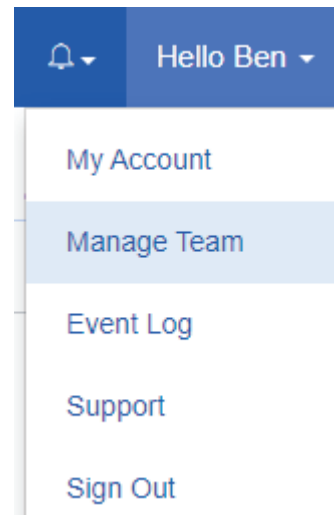 Hello Ben
My Account
Manage Team
Event Log
Support
Sign Out